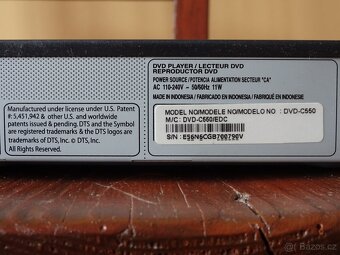 DVD PLAYER / LECTEUR DVD
REPRODUCTOR DVD
POWER SOURCE/POTENCIA ALIMENTACION SECTEUR "CA"
AC 110-240V ~ 50/60Hz 11W
MADE IN INDONESIA / FABRIQUÉ EN INDONÉSIE / FABRICADO EN INDONESIA
Manufactured under license under U.S. Patent
#: 5,451,942 & other U.S. and worldwide
patents issued & pending. DTS and the Symbol
are registered trademarks & the DTS logos are
trademarks of DTS, Inc. © DTS, Inc.
All Rights Reserved.
MODEL NO/MODÈLE NO/MODELO NO : DVD-C550
M/C : DVD-C550/EDC
S/N :
bazos.cz